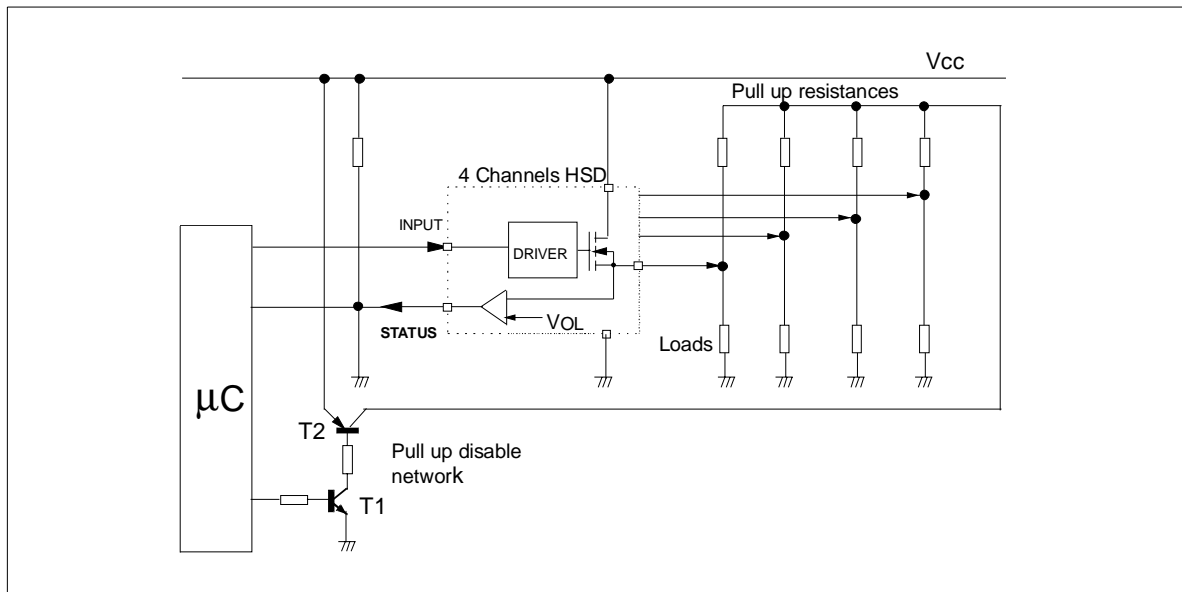 Vcc
Pull up resistances
4 Channels HSD
INPUT
DRIVER
VOL
STATUS
Loads
μC
T2
Pull up disable
network
T1